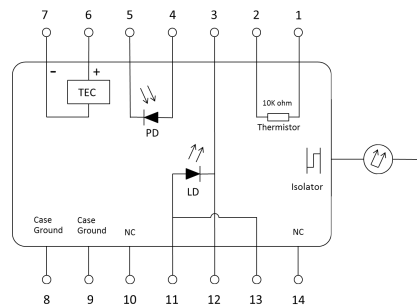 7 6 5 4 3 2 1
- +
TEC
10K ohm
PD
Thermistor
LD
Isolator
Case Ground
Case Ground
NC
NC
8 9 10 11 12 13 14